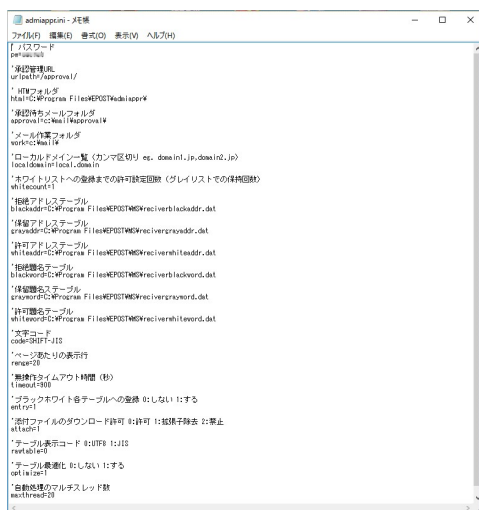 admiappr.ini - メモ帳
ファイル(F) 編集(E) 書式(O) 表示(V) ヘルプ(H)
' パスワード
pw=
'承認管理URL
urlpath=/approval/
' HTMフォルダ
html=C:¥Program Files¥EPOST¥admiappr¥
'承認待ちメールフォルダ
approval=c:¥mail¥approval¥
'メール作業フォルダ
work=c:¥mail¥
'ローカルドメイン一覧（カンマ区切り eg. domain1.jp,domain2.jp）
localdomain=local.domain
'ホワイトリストへの登録までの許可設定回数（グレイリストでの保持回数）
whitecount=1
'拒絶アドレステーブル
blackaddr=C:¥Program Files¥EPOST¥MS¥reciverblackaddr.dat
'保留アドレステーブル
grayaddr=C:¥Program Files¥EPOST¥MS¥recivergrayaddr.dat
'許可アドレステーブル
whiteaddr=C:¥Program Files¥EPOST¥MS¥reciverwhiteaddr.dat
'拒絶題名テーブル
blackword=C:¥Program Files¥EPOST¥MS¥reciverblackword.dat
'保留題名ステーブル
grayword=C:¥Program Files¥EPOST¥MS¥recivergrayword.dat
'許可題名テーブル
whiteword=C:¥Program Files¥EPOST¥MS¥reciverwhiteword.dat
'文字コード
code=SHIFT-JIS
'ページあたりの表示行
renge=20
'無操作タイムアウト時間（秒）
timeout=900
'ブラックホワイト各テーブルへの登録 0:しない 1:する
entry=1
'添付ファイルのダウンロード許可 0:許可 1:拡張子除去 2:禁止
attach=1
'テーブル表示コード 0:UTF8 1:JIS
rawtable=0
'テーブル最適化 0:しない 1:する
optimize=1
'自動処理のマルチスレッド数
maxthread=20